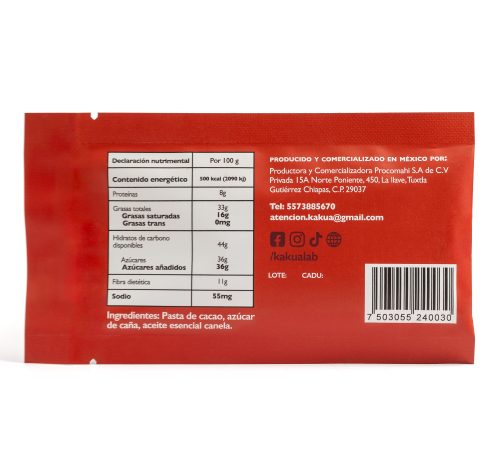 Declaración nutrimental Por 100 g
Contenido energético 500 kcal (2090 kJ)
Proteínas 8g
Grasas totales 33g
Grasas saturadas 16g
Grasas trans 0mg
Hidratos de carbono
disponibles 44g
Azúcares 36g
Azúcares añadidos 36g
Fibra dietética 11g
Sodio 55mg
Ingredientes: Pasta de cacao, azúcar
de caña, aceite esencial canela.
PRODUCIDO Y COMERCIALIZADO EN MÉXICO POR:
Productora y Comercializadora Procomahi S.A de C.V
Privada 15A Norte Poniente, 450, La llave, Tuxtla
Gutiérrez Chiapas, C.P. 29037
Tel: 5573885670
atencion.kakua@gmail.com
/kakualab
LOTE: CADU:
7 503055 240030